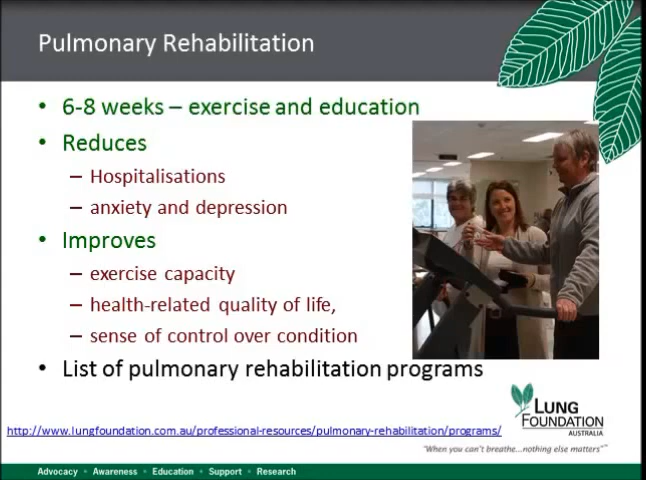 Pulmonary Rehabilitation
• 6-8 weeks – exercise and education
• Reduces
– Hospitalisations
– anxiety and depression
• Improves
– exercise capacity
– health-related quality of life,
– sense of control over condition
• List of pulmonary rehabilitation programs
http://www.lungfoundation.com.au/professional-resources/pulmonary-rehabilitation/programs/
LUNG
FOUNDATION
AUSTRALIA
"When you can't breathe...nothing else matters"™
Advocacy • Awareness • Education • Support • Research